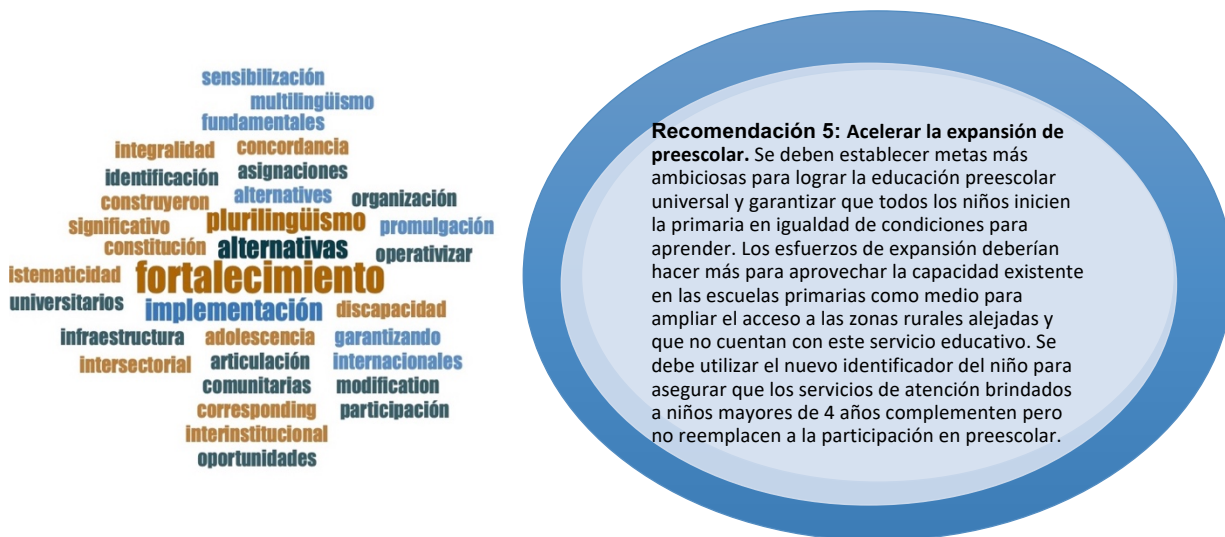 sensibilización
multilingüismo
fundamentales
integralidad concordancia
identificación asignaciones
construyeron alternatives organización
significativo plurilingüismo promulgación
constitución alternativas operativizar
istematicidad fortalecimiento
universitarios implementación discapacidad
infraestructura adolescencia garantizando
intersectorial articulación internacionales
comunitarias modification
corresponding participación
interinstitucional
oportunidades
Recomendación 5: Acelerar la expansión de
preescolar. Se deben establecer metas más
ambiciosas para lograr la educación preescolar
universal y garantizar que todos los niños inicien
la primaria en igualdad de condiciones para
aprender. Los esfuerzos de expansión deberían
hacer más para aprovechar la capacidad existente
en las escuelas primarias como medio para
ampliar el acceso a las zonas rurales alejadas y
que no cuentan con este servicio educativo. Se
debe utilizar el nuevo identificador del niño para
asegurar que los servicios de atención brindados
a niños mayores de 4 años complementen pero
no reemplacen a la participación en preescolar.